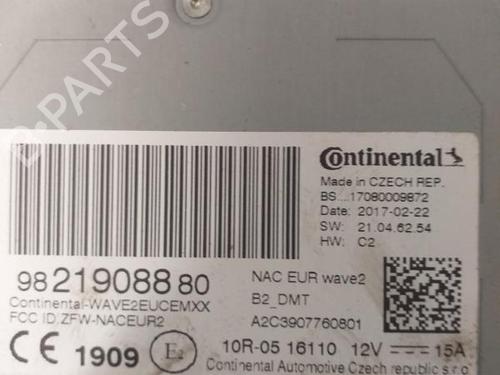 Continental
Made in CZECH REP.
BS....:17080009872
Date: 2017-02-22
SW: 21.04.62.54
HW: C2
98 219088 80
Continental-WAVE2EUCEMXX
FCC ID.ZFW-NACEUR2
NAC EUR wave2
B2_DMT
A2C3907760801
CE 1909 E2 10R-05 16110 12V 15A
Continental Automotive Czech republic s.r.o
B-PARTS